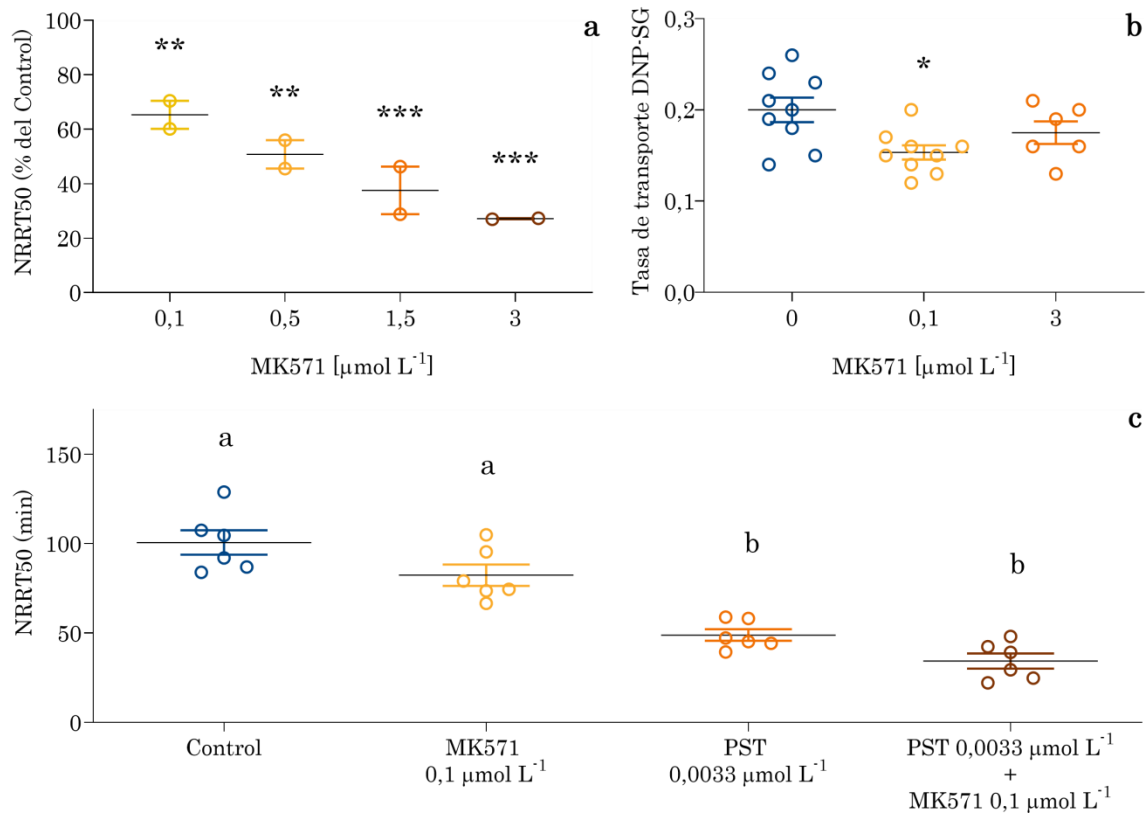 a
NRRT50 (% del Control)
100
80
60
40
20
0
**
**
***
***
0,1
0,5
1,5
3
MK571 [µmol L-1]
b
Tasa de transporte DNP-SG
0,3
0,2
0,1
0,0
*
0
0,1
3
MK571 [µmol L-1]
c
NRRT50 (min)
150
100
50
0
a
a
b
b
Control
MK571
0,1 µmol L-1
PST
0,0033 µmol L-1
PST 0,0033 µmol L-1
+
MK571 0,1 µmol L-1